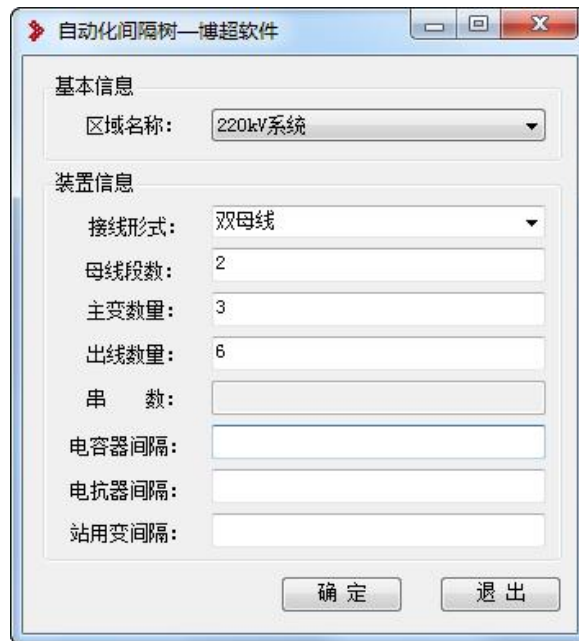 自动化间隔树—博超软件
基本信息
区域名称： 220kV系统
装置信息
接线形式： 双母线
母线段数： 2
主变数量： 3
出线数量： 6
串 数：
电容器间隔：
电抗器间隔：
站用变间隔：
确 定 退 出